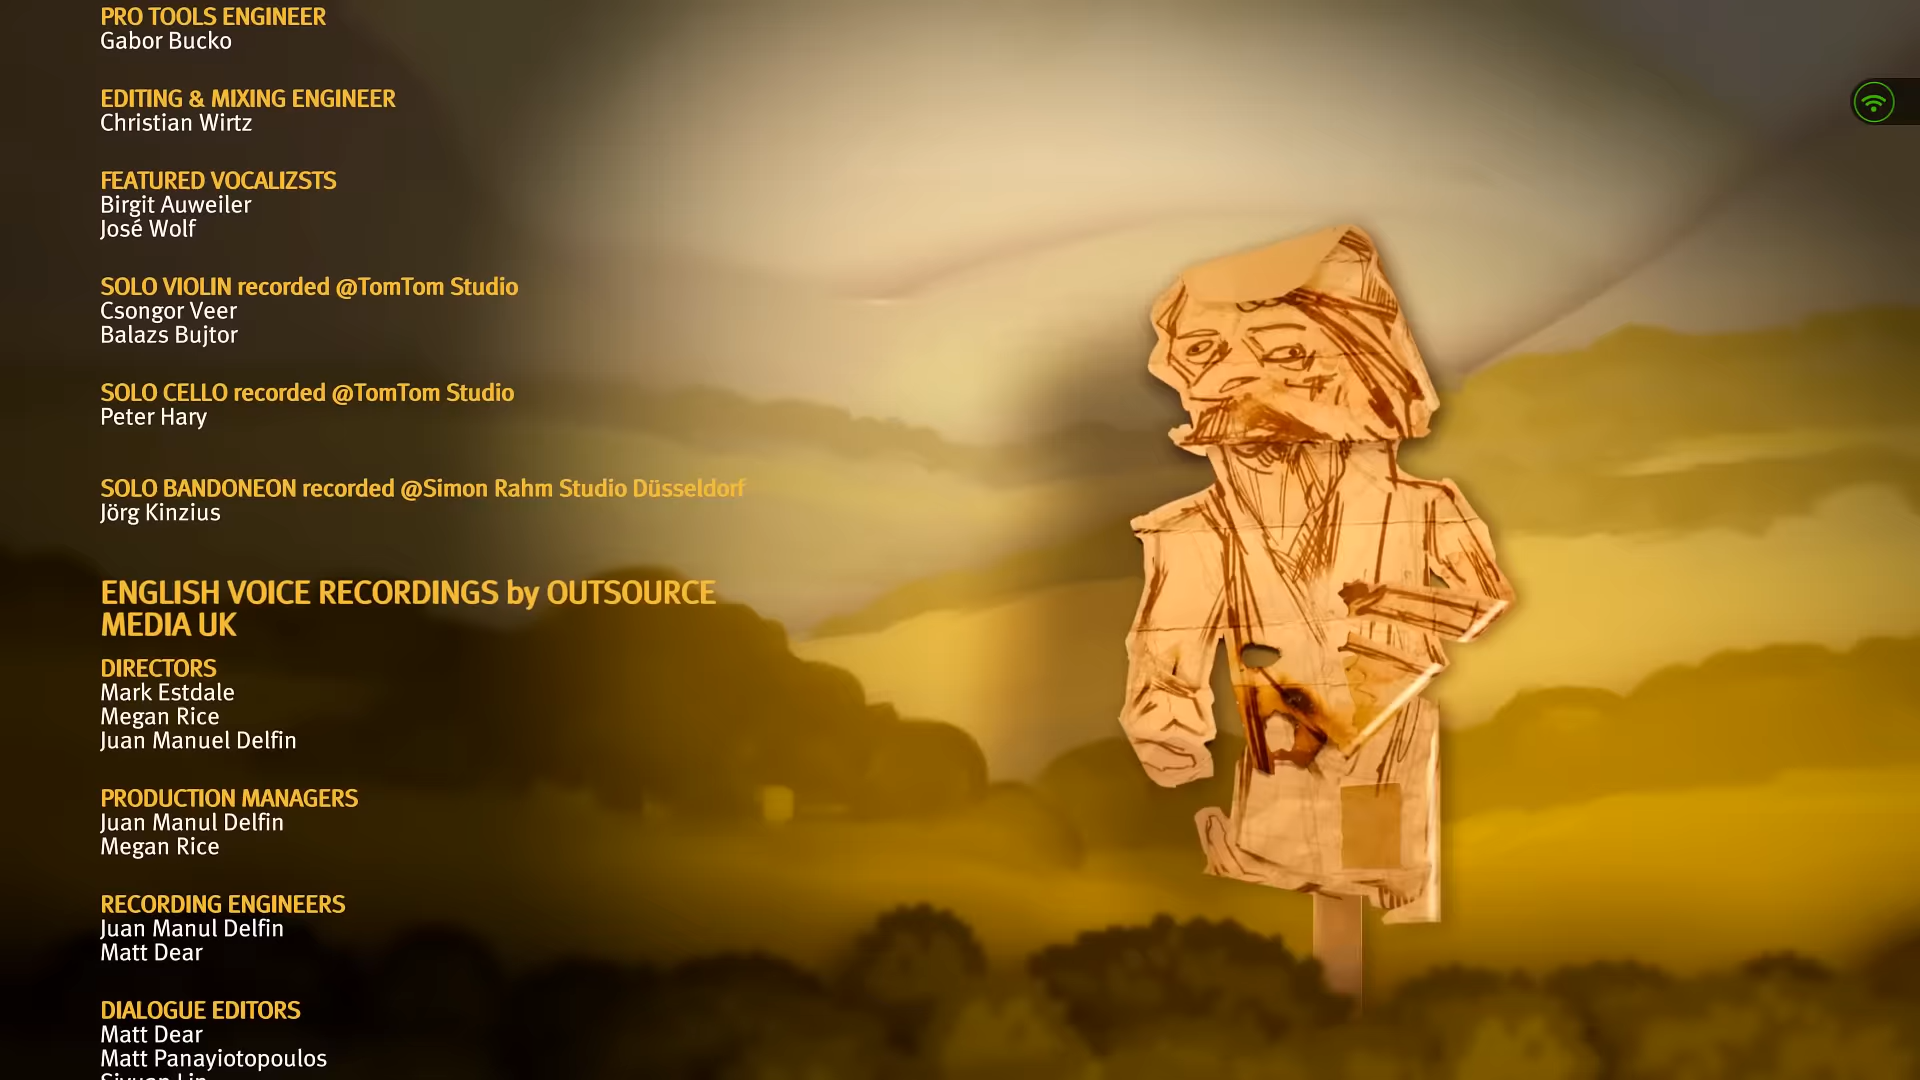 PRO TOOLS ENGINEER
Gabor Bucko
EDITING & MIXING ENGINEER
Christian Wirtz
FEATURED VOCALIZSTS
Birgit Auweiler
José Wolf
SOLO VIOLIN recorded @TomTom Studio
Csongor Veer
Balazs Bujtor
SOLO CELLO recorded @TomTom Studio
Peter Hary
SOLO BANDONEON recorded @Simon Rahm Studio Düsseldorf
Jörg Kinzius
ENGLISH VOICE RECORDINGS by OUTSOURCE
MEDIA UK
DIRECTORS
Mark Estdale
Megan Rice
Juan Manuel Delfin
PRODUCTION MANAGERS
Juan Manul Delfin
Megan Rice
RECORDING ENGINEERS
Juan Manul Delfin
Matt Dear
DIALOGUE EDITORS
Matt Dear
Matt Panayiotopoulos